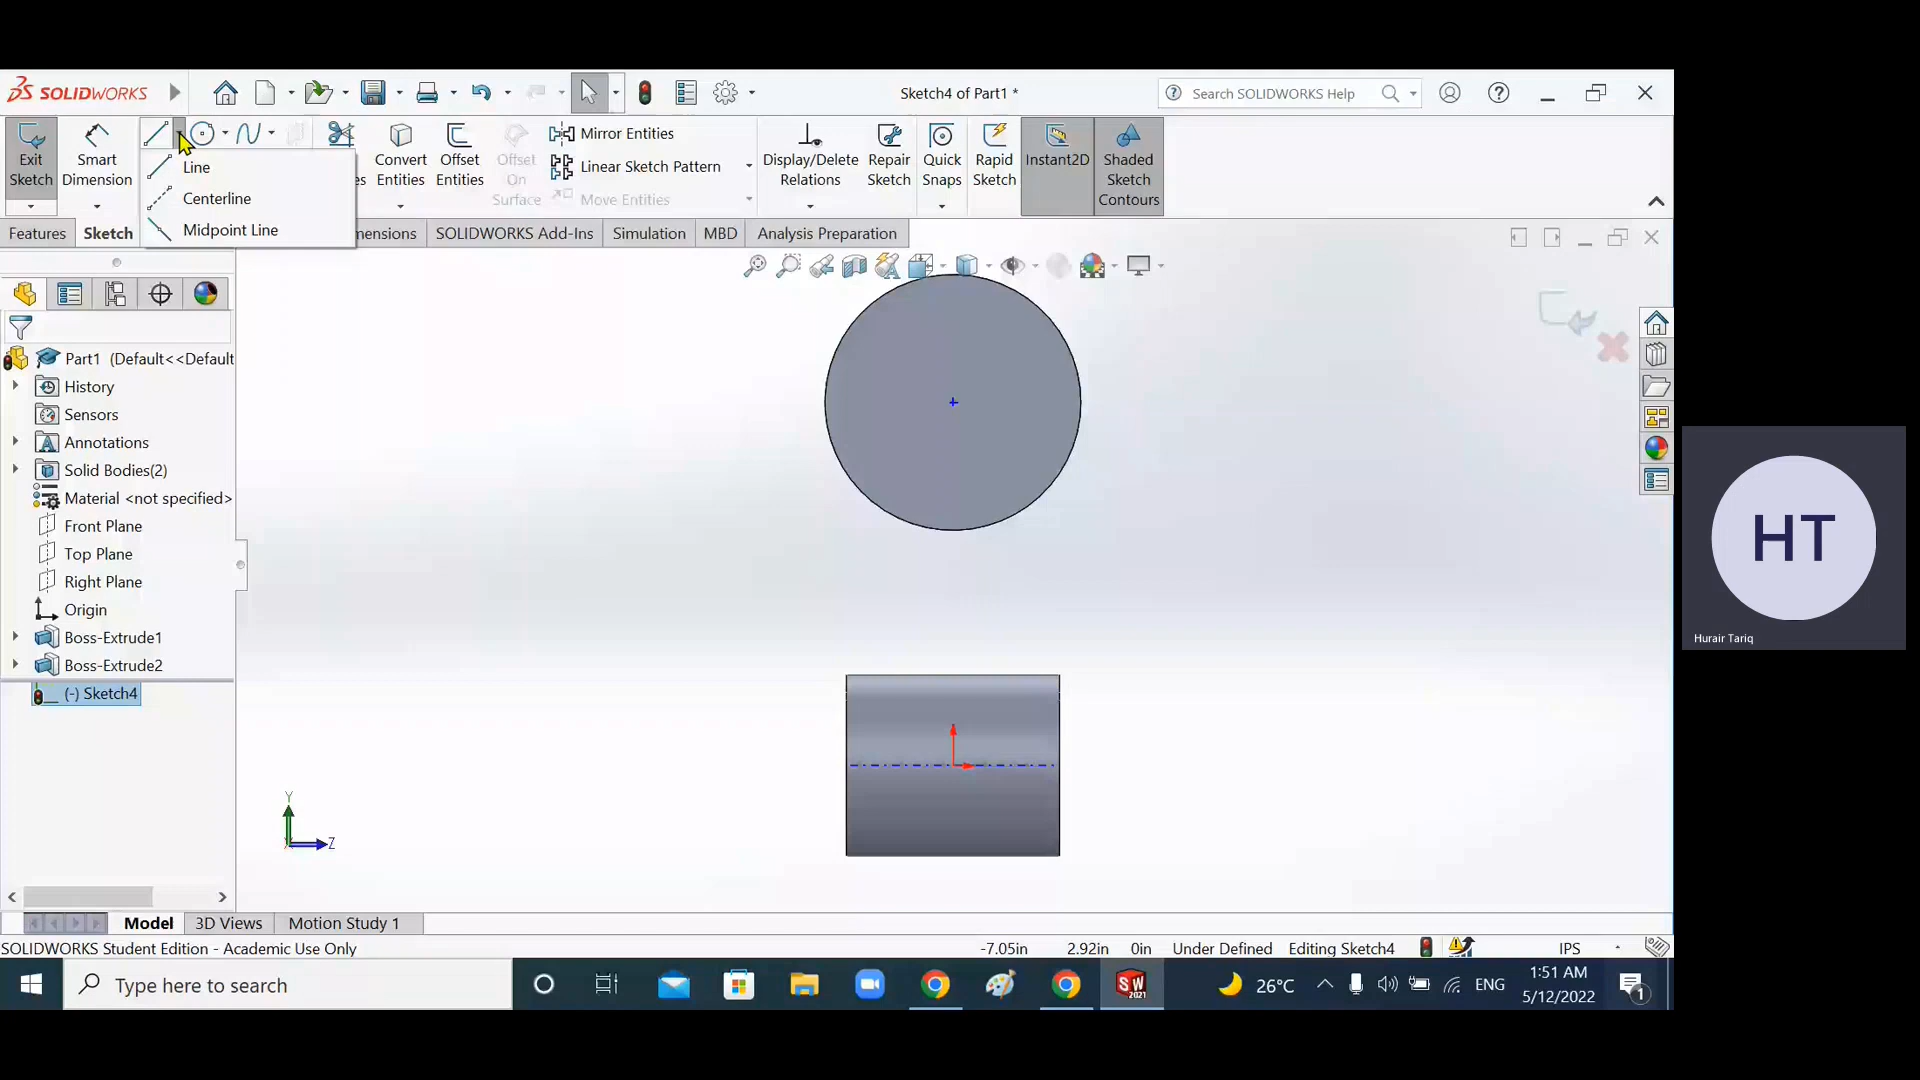 SOLIDWORKS
Sketch4 of Part1 *
Search SOLIDWORKS Help
Exit Sketch
Smart Dimension
Line
Centerline
Midpoint Line
es
Convert Entities
Offset Entities
Offset On Surface
Mirror Entities
Linear Sketch Pattern
Move Entities
Display/Delete Relations
Repair Sketch
Quick Snaps
Rapid Sketch
Instant2D
Shaded Sketch Contours
Features
Sketch
mensions
SOLIDWORKS Add-Ins
Simulation
MBD
Analysis Preparation
Part1 (Default<<Default
History
Sensors
Annotations
Solid Bodies(2)
Material <not specified>
Front Plane
Top Plane
Right Plane
Origin
Boss-Extrude1
Boss-Extrude2
(-) Sketch4
Y
Z
HT
Hurair Tariq
Model
3D Views
Motion Study 1
SOLIDWORKS Student Edition - Academic Use Only
-7.05in
2.92in
0in
Under Defined
Editing Sketch4
IPS
Type here to search
SW
2021
26°C
ENG
1:51 AM
5/12/2022
1